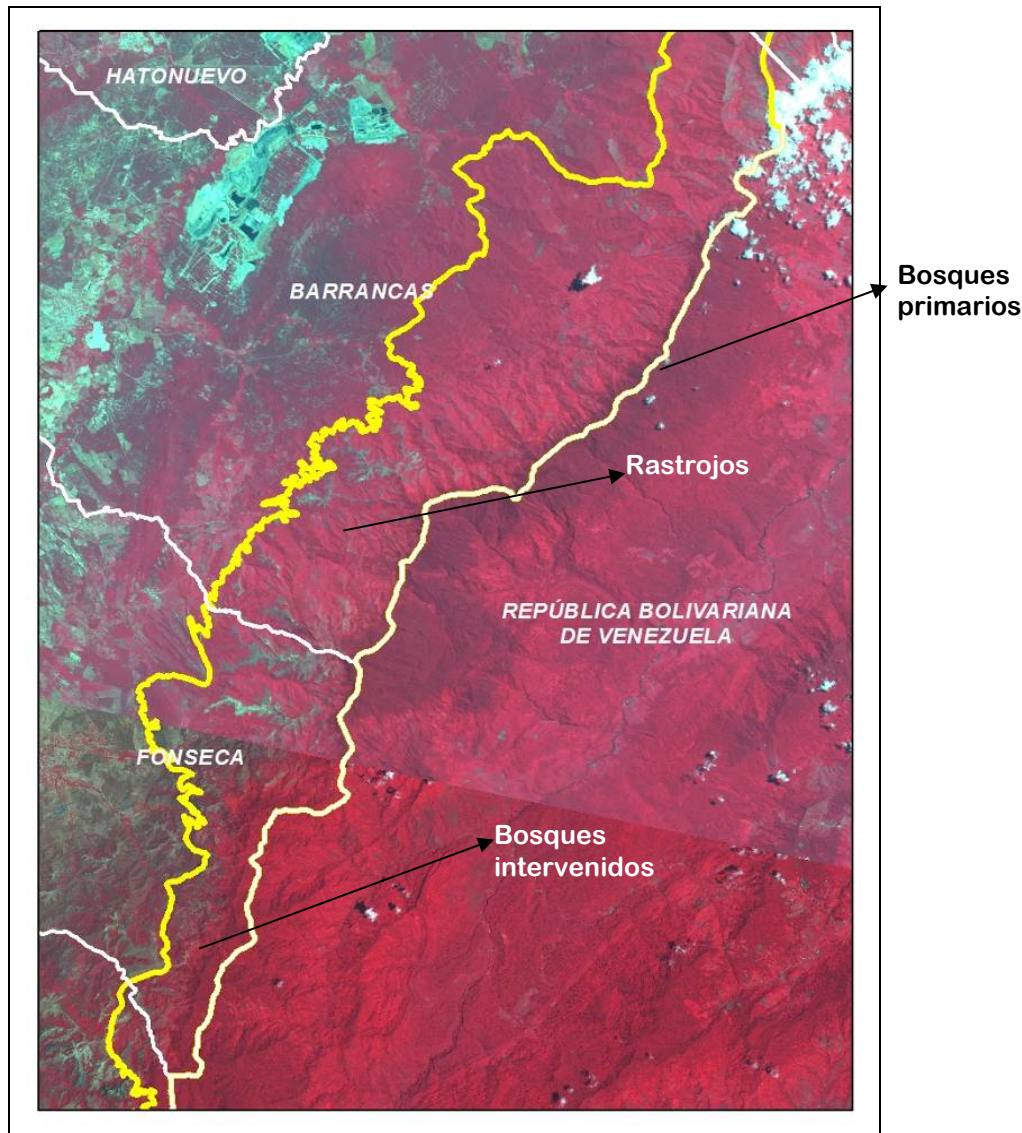 HATONUEVO
BARRANCAS
Bosques
primarios
Rastrojos
REPÚBLICA BOLIVARIANA
DE VENEZUELA
FONSECA
Bosques
intervenidos